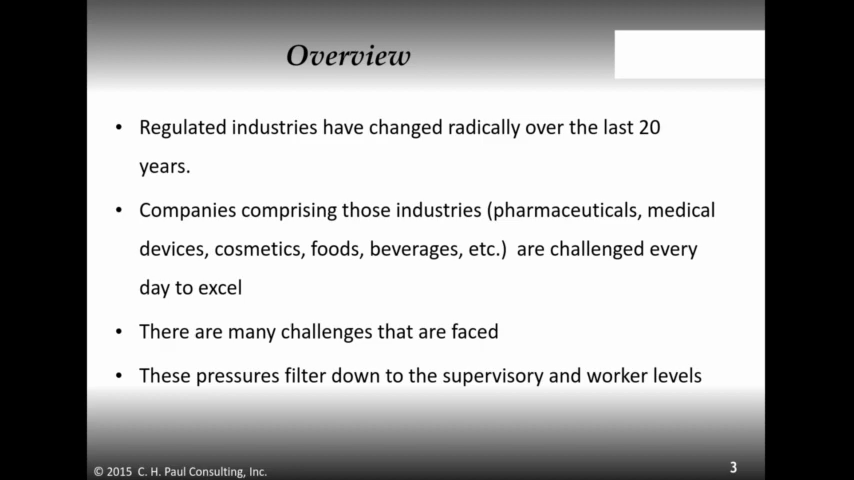 Overview
• Regulated industries have changed radically over the last 20
years.
• Companies comprising those industries (pharmaceuticals, medical
devices, cosmetics, foods, beverages, etc.)  are challenged every
day to excel
• There are many challenges that are faced
• These pressures filter down to the supervisory and worker levels
© 2015  C. H. Paul Consulting, Inc.
3